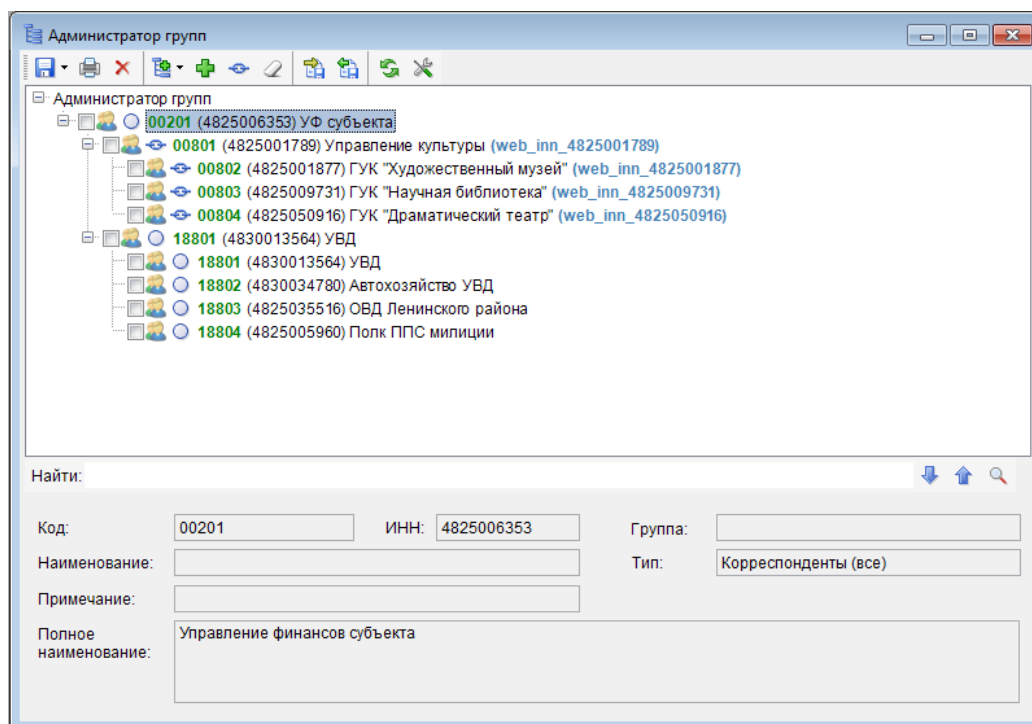 Администратор групп
Администратор групп
00201 (4825006353) УФ субъекта
00801 (4825001789) Управление культуры (web_inn_4825001789)
00802 (4825001877) ГУК "Художественный музей" (web_inn_4825001877)
00803 (4825009731) ГУК "Научная библиотека" (web_inn_4825009731)
00804 (4825050916) ГУК "Драматический театр" (web_inn_4825050916)
18801 (4830013564) УВД
18801 (4830013564) УВД
18802 (4830034780) Автохозяйство УВД
18803 (4825035516) ОВД Ленинского района
18804 (4825005960) Полк ППС милиции
Найти:
Код: 00201 ИНН: 4825006353 Группа:
Наименование: Тип: Корреспонденты (все)
Примечание:
Полное Управление финансов субъекта
наименование: